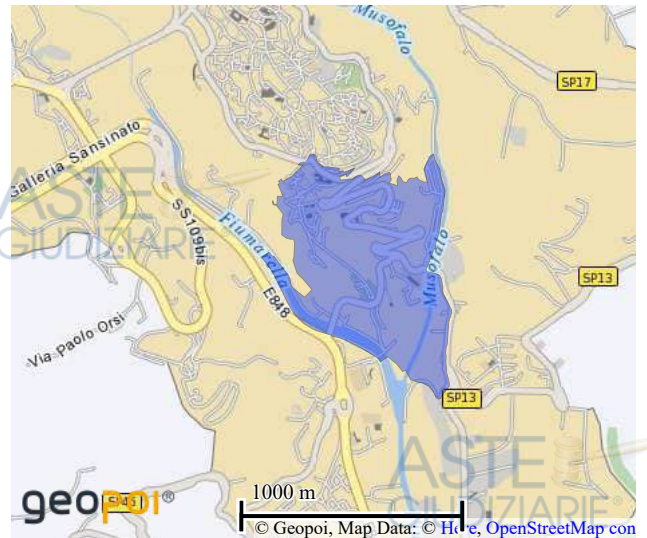 Musofalo
SP17
Galleria Sansinato
ASTE
GIUDIZIARIE
SS109bis
Fiumarella
E848
Musofalo
SP13
Via Paolo Orsi
SP13
ASTE
GIUDIZIARIE®
geopoi®
SP46
1000 m
© Geopoi, Map Data: © Here, OpenStreetMap con